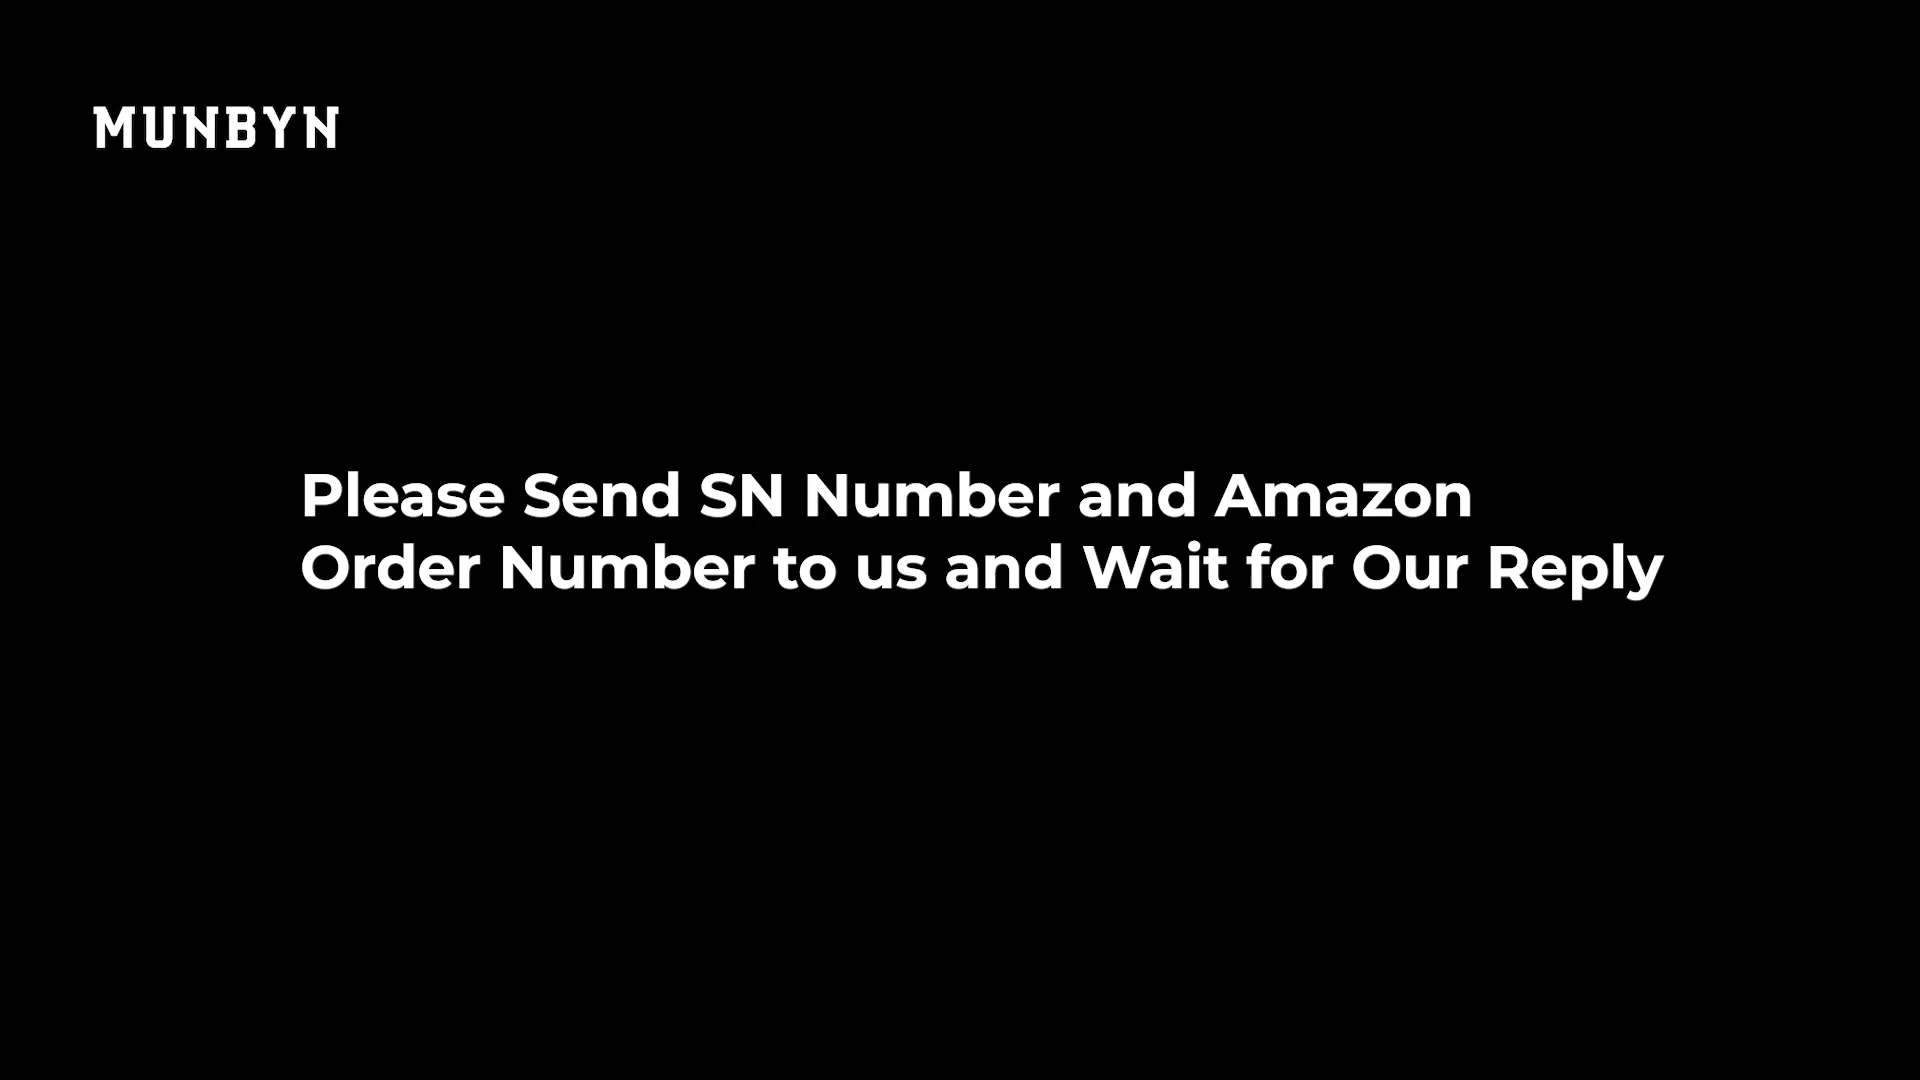 MUNBYN
Please Send SN Number and Amazon
Order Number to us and Wait for Our Reply